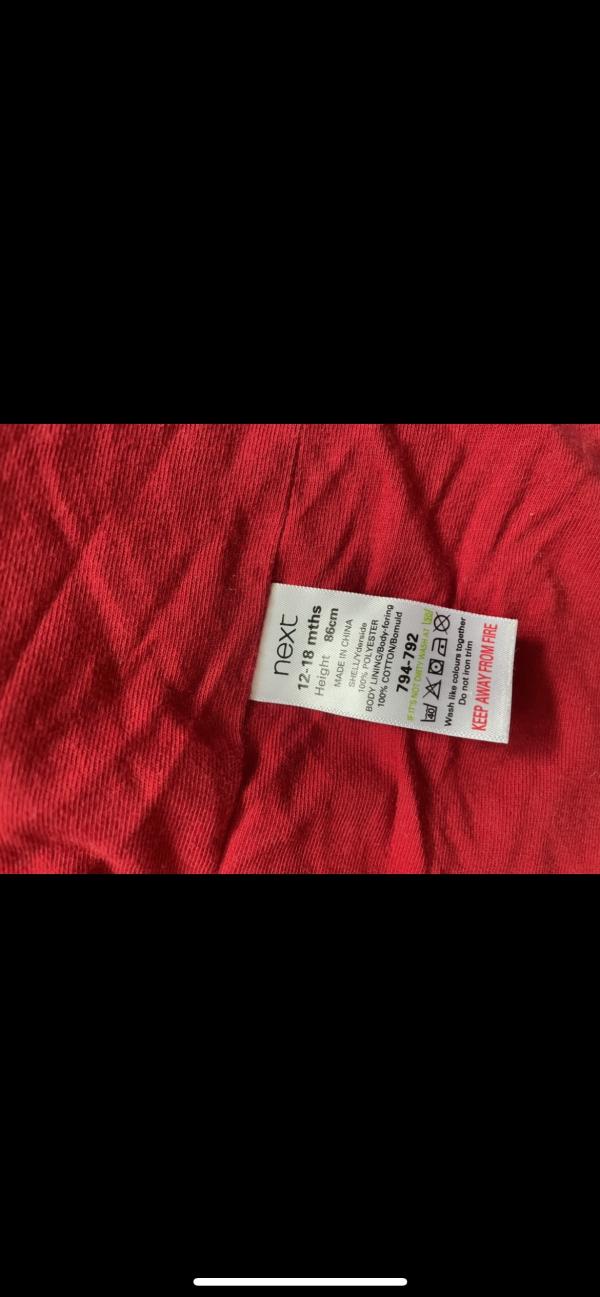 next
12-18 mths
Height 86cm
MADE IN CHINA
SHELL/Yderside
100% POLYESTER
BODY LINING/Body-foring
100% COTTON/Bomuld
794-792
IF IT'S NOT DIRTY WASH AT 30°
40
Wash like colours together
Do not iron trim
KEEP AWAY FROM FIRE